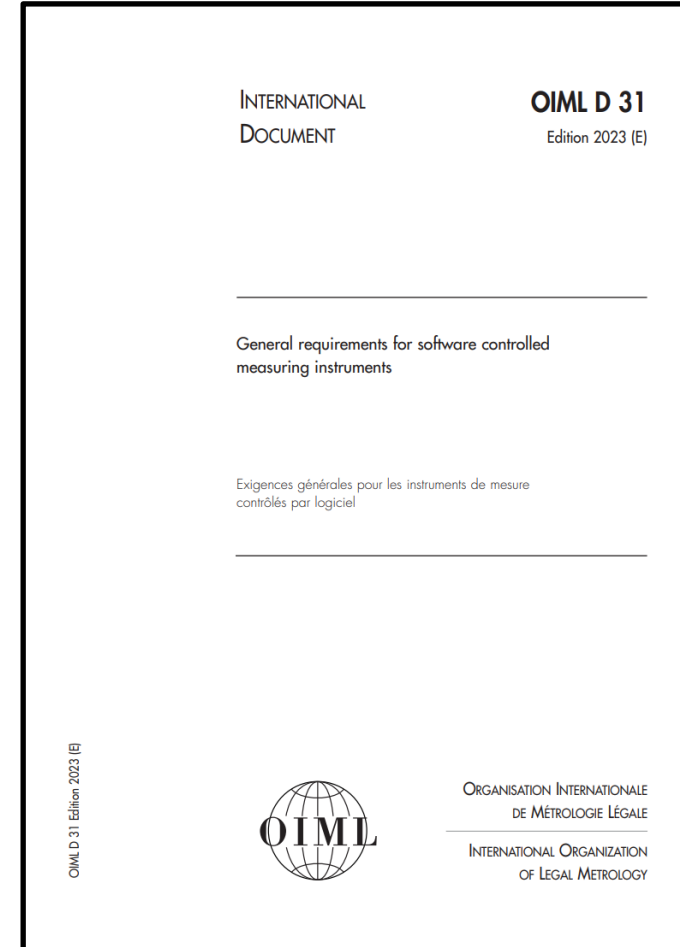 INTERNATIONAL
DOCUMENT
OIML D 31
Edition 2023 (E)
General requirements for software controlled
measuring instruments
Exigences générales pour les instruments de mesure
contrôlés par logiciel
OIML D 31 Edition 2023 (E)
OIML
ORGANISATION INTERNATIONALE
DE MÉTROLOGIE LÉGALE
INTERNATIONAL ORGANIZATION
OF LEGAL METROLOGY